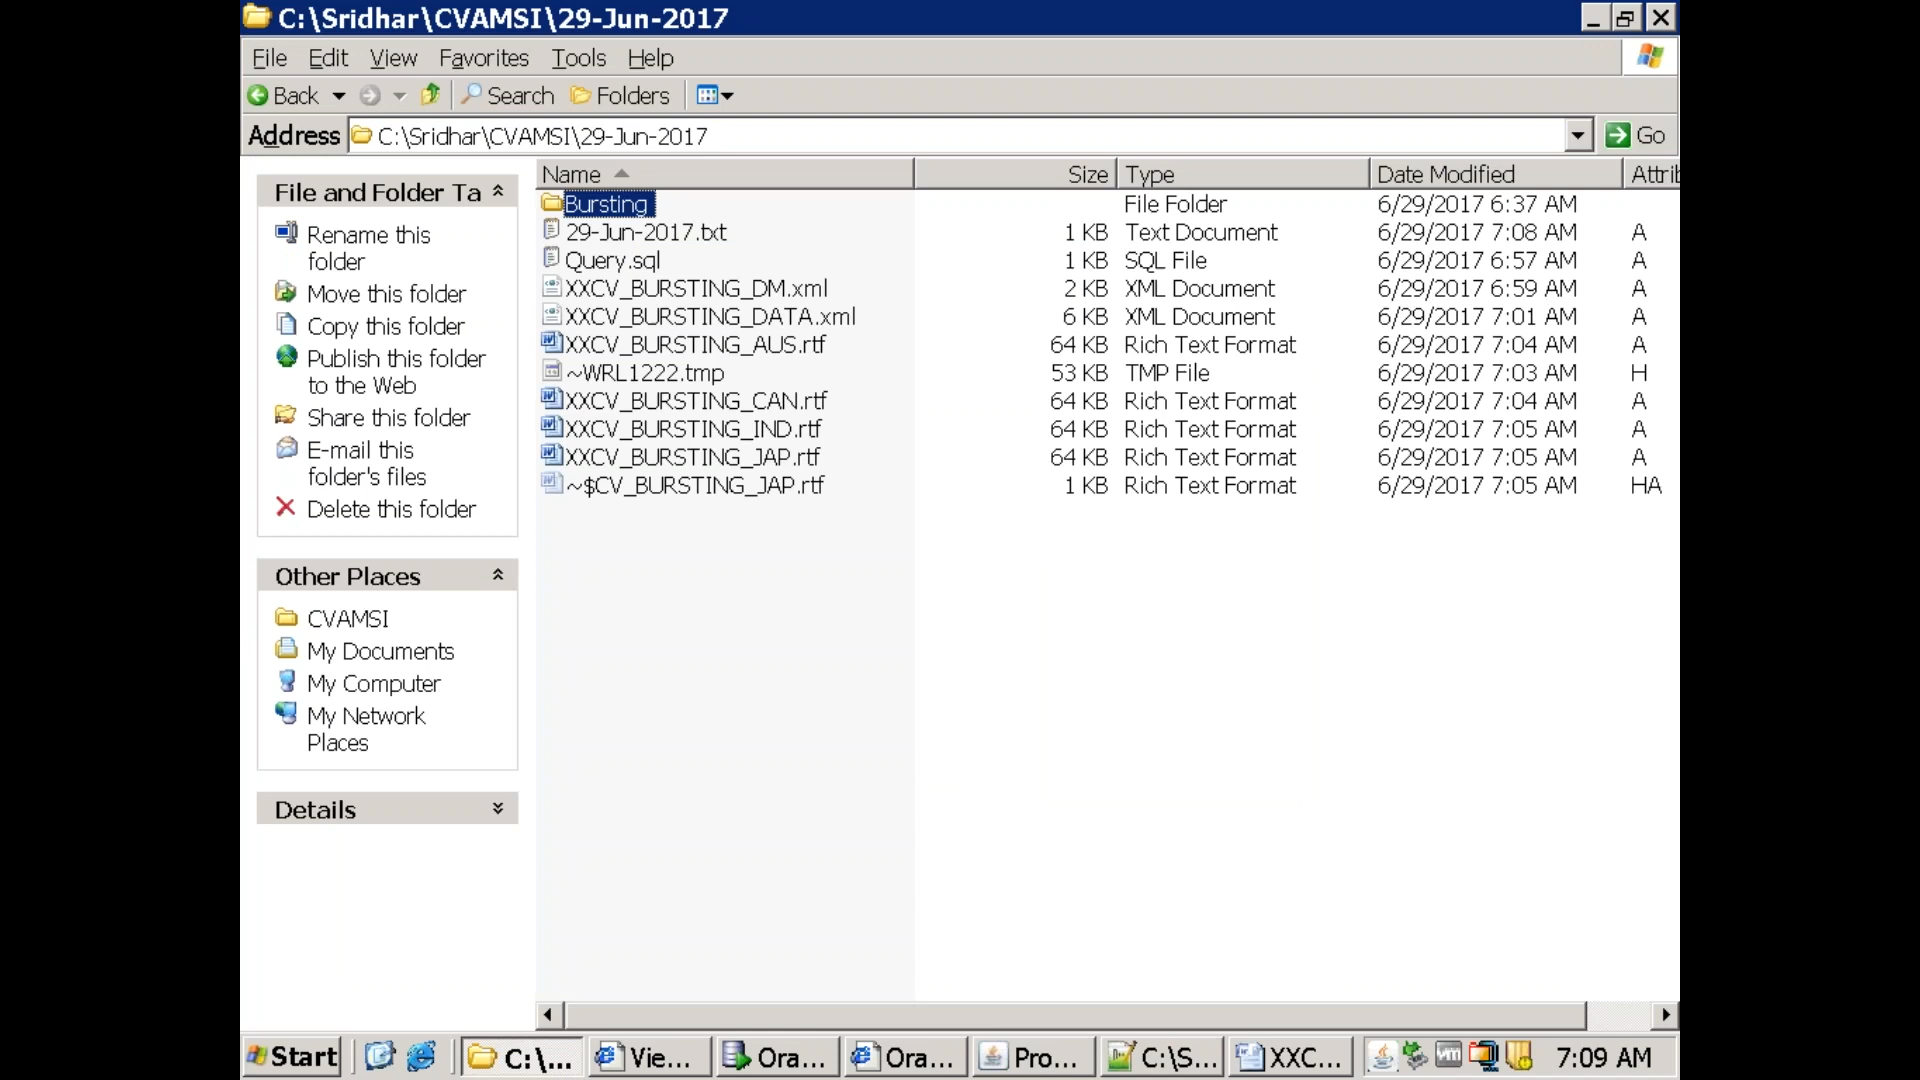 C:\Sridhar\CVAMSI\29-Jun-2017
File Edit View Favorites Tools Help
Back Search Folders
Address C:\Sridhar\CVAMSI\29-Jun-2017 Go
File and Folder Ta
Rename this
folder
Move this folder
Copy this folder
Publish this folder
to the Web
Share this folder
E-mail this
folder's files
Delete this folder
Other Places
CVAMSI
My Documents
My Computer
My Network
Places
Details
Name Size Type Date Modified Attrib
Bursting File Folder 6/29/2017 6:37 AM
29-Jun-2017.txt 1 KB Text Document 6/29/2017 7:08 AM A
Query.sql 1 KB SQL File 6/29/2017 6:57 AM A
XXCV_BURSTING_DM.xml 2 KB XML Document 6/29/2017 6:59 AM A
XXCV_BURSTING_DATA.xml 6 KB XML Document 6/29/2017 7:01 AM A
XXCV_BURSTING_AUS.rtf 64 KB Rich Text Format 6/29/2017 7:04 AM A
~WRL1222.tmp 53 KB TMP File 6/29/2017 7:03 AM H
XXCV_BURSTING_CAN.rtf 64 KB Rich Text Format 6/29/2017 7:04 AM A
XXCV_BURSTING_IND.rtf 64 KB Rich Text Format 6/29/2017 7:05 AM A
XXCV_BURSTING_JAP.rtf 64 KB Rich Text Format 6/29/2017 7:05 AM A
~$CV_BURSTING_JAP.rtf 1 KB Rich Text Format 6/29/2017 7:05 AM HA
Start C:\... Vie... Ora... Ora... Pro... C:\S... XXC... vm 7:09 AM